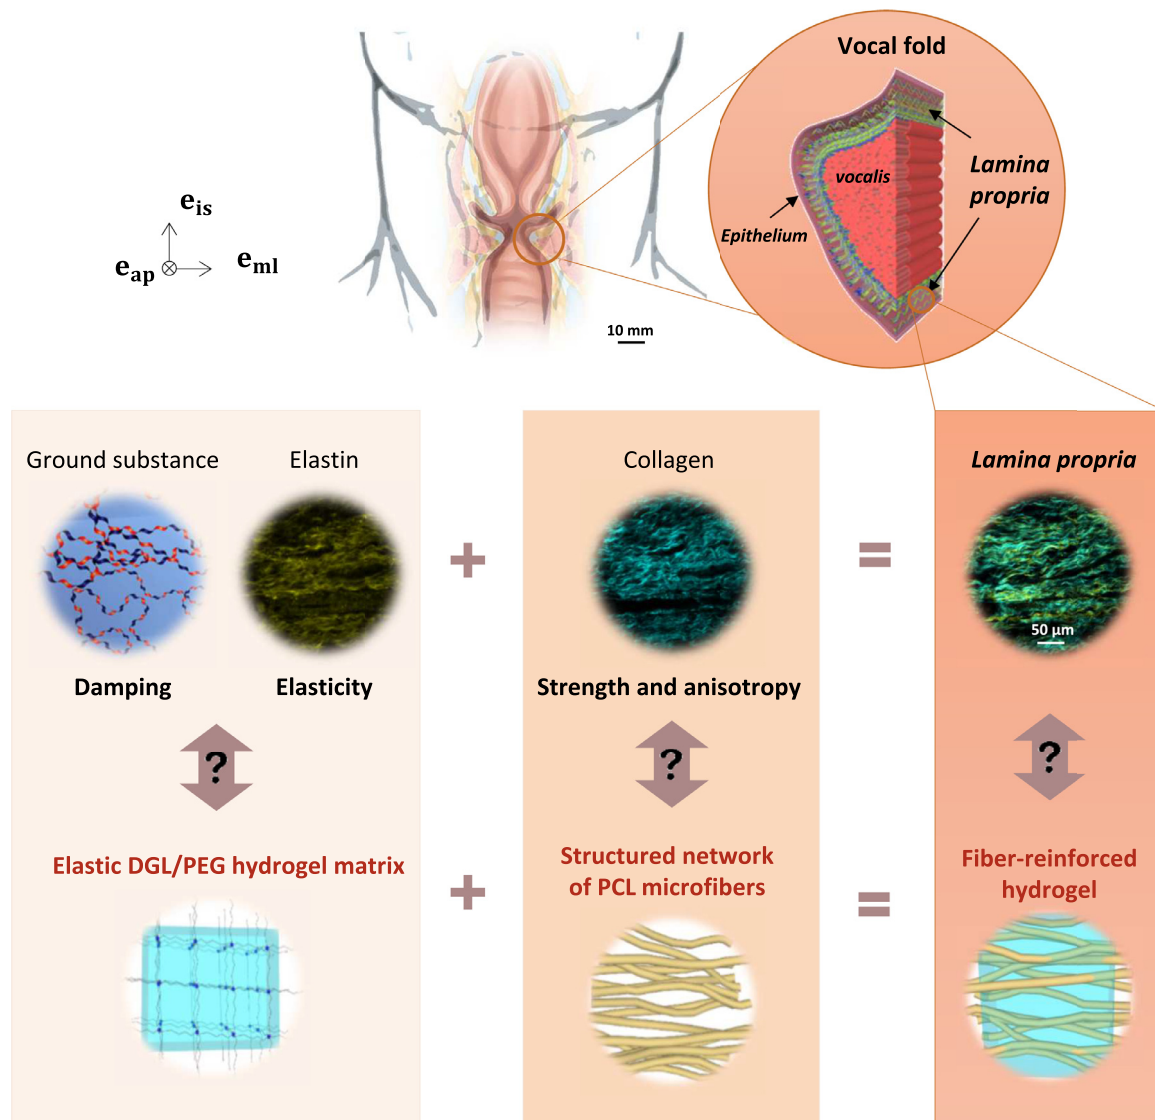 Vocal fold
vocalis
Lamina
propria
Epithelium
e_is
e_ap
e_ml
10 mm
Ground substance
Elastin
Collagen
Lamina propria
+
=
50 µm
Damping
Elasticity
Strength and anisotropy
?
?
?
Elastic DGL/PEG hydrogel matrix
+
Structured network
of PCL microfibers
=
Fiber-reinforced
hydrogel